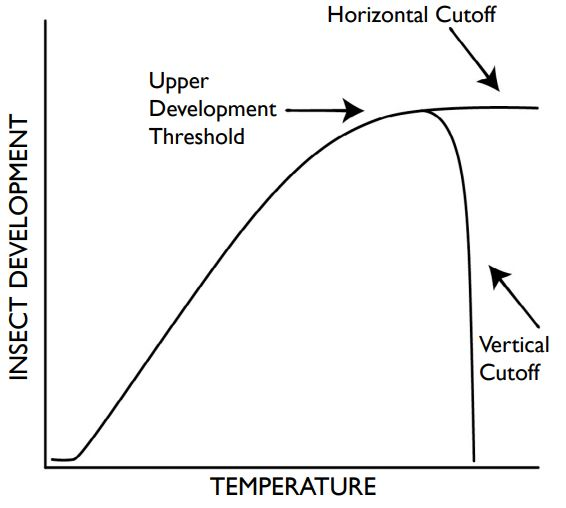 Horizontal Cutoff
Upper
Development
Threshold
INSECT DEVELOPMENT
Vertical
Cutoff
TEMPERATURE